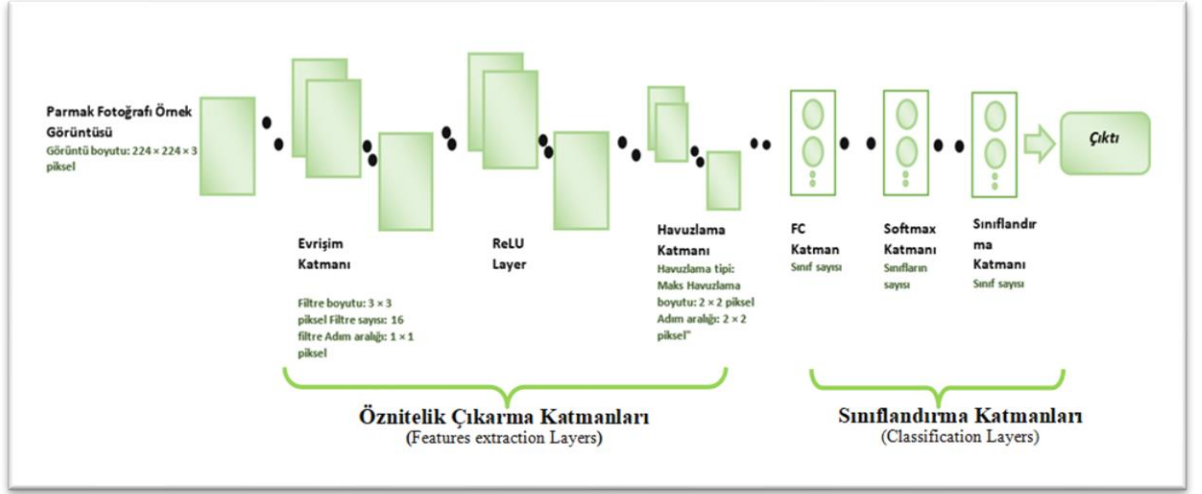 Parmak Fotoğrafı Örnek
Görüntüsü
Görüntü boyutu: 224 × 224 × 3
piksel
Evrişim
Katmanı
Filtre boyutu: 3 × 3
piksel Filtre sayısı: 16
filtre Adım aralığı: 1 × 1
piksel
ReLU
Layer
Havuzlama
Katmanı
Havuzlama tipi:
Maks Havuzlama
boyutu: 2 × 2 piksel
Adım aralığı: 2 × 2
piksel"
FC
Katman
Sınıf sayısı
Softmax
Katmanı
Sınıfların
sayısı
Sınıflandır
ma
Katmanı
Sınıf sayısı
Çıktı
Öznitelik Çıkarma Katmanları
(Features extraction Layers)
Sınıflandırma Katmanları
(Classification Layers)